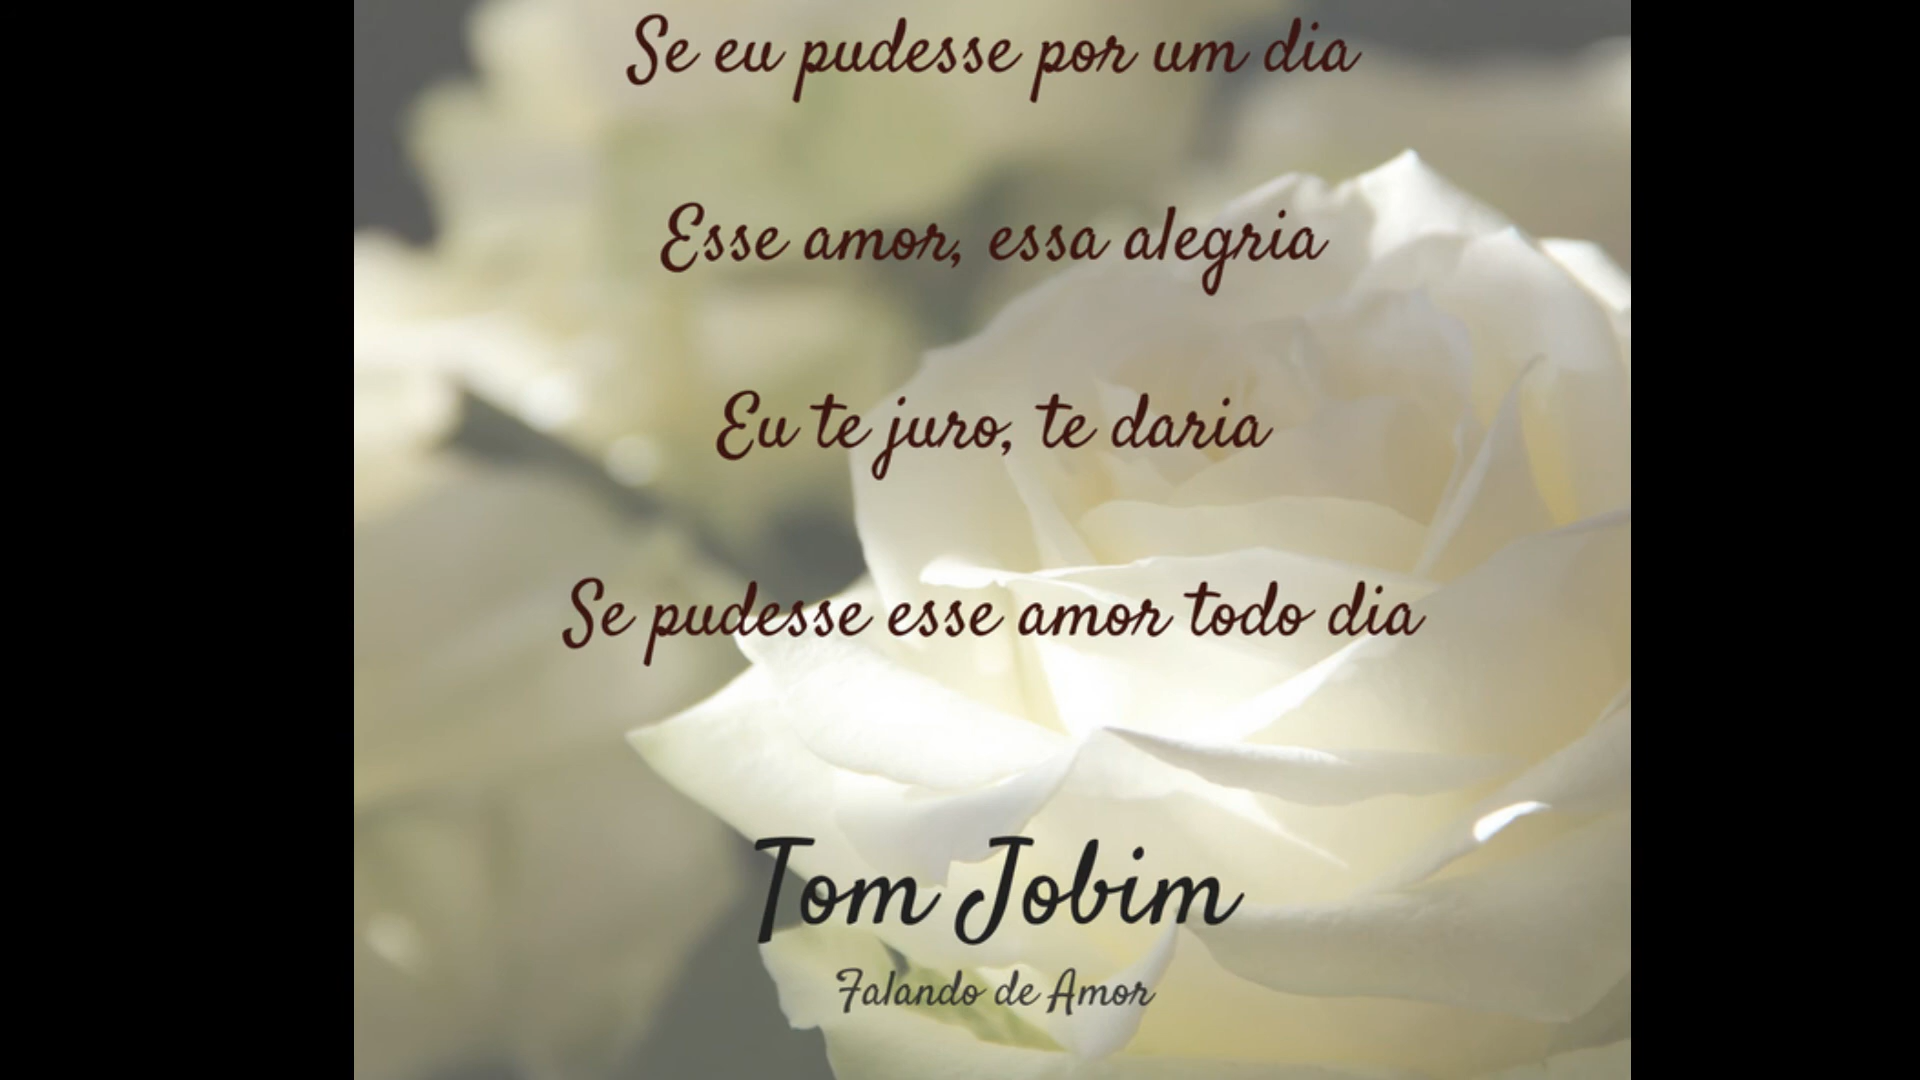 Se eu pudesse por um dia
Esse amor, essa alegria
Eu te juro, te daria
Se pudesse esse amor todo dia
Tom Jobim
Falando de Amor